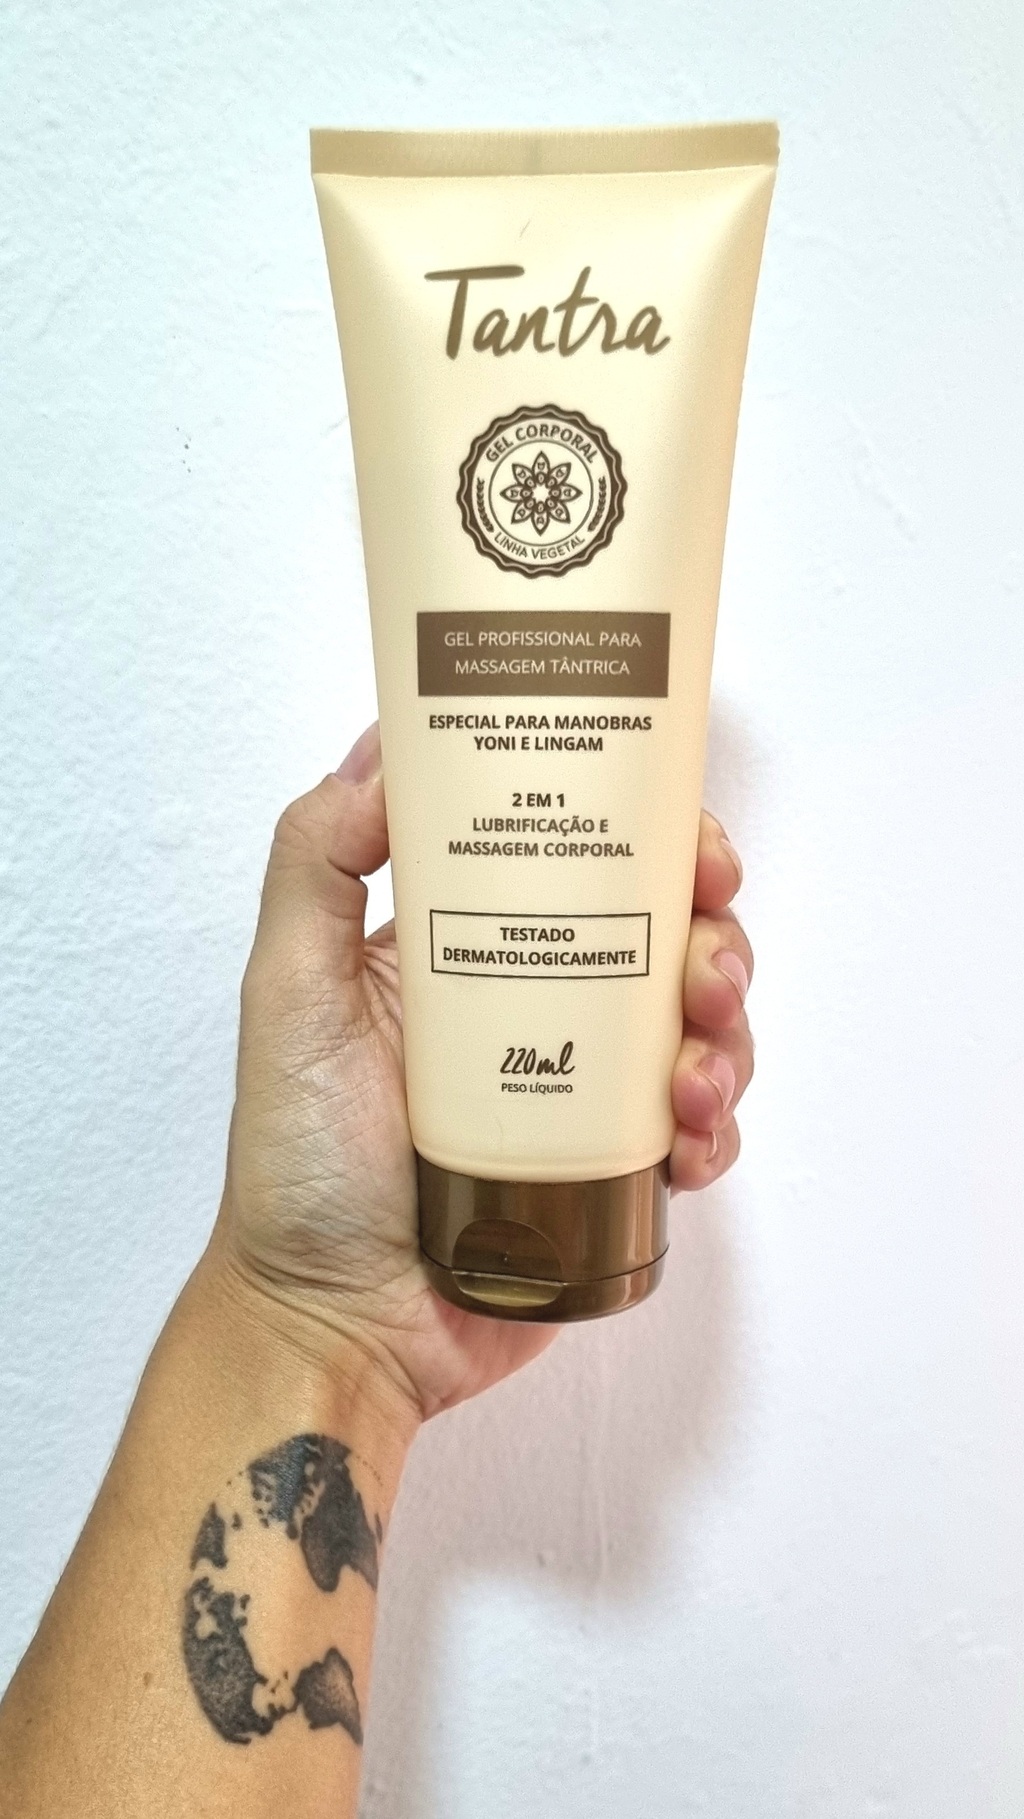 Tantra
GEL CORPORAL
LINHA VEGETAL
GEL PROFISSIONAL PARA
MASSAGEM TÂNTRICA
ESPECIAL PARA MANOBRAS
YONI E LINGAM
2 EM 1
LUBRIFICAÇÃO E
MASSAGEM CORPORAL
TESTADO
DERMATOLOGICAMENTE
220ml
PESO LÍQUIDO